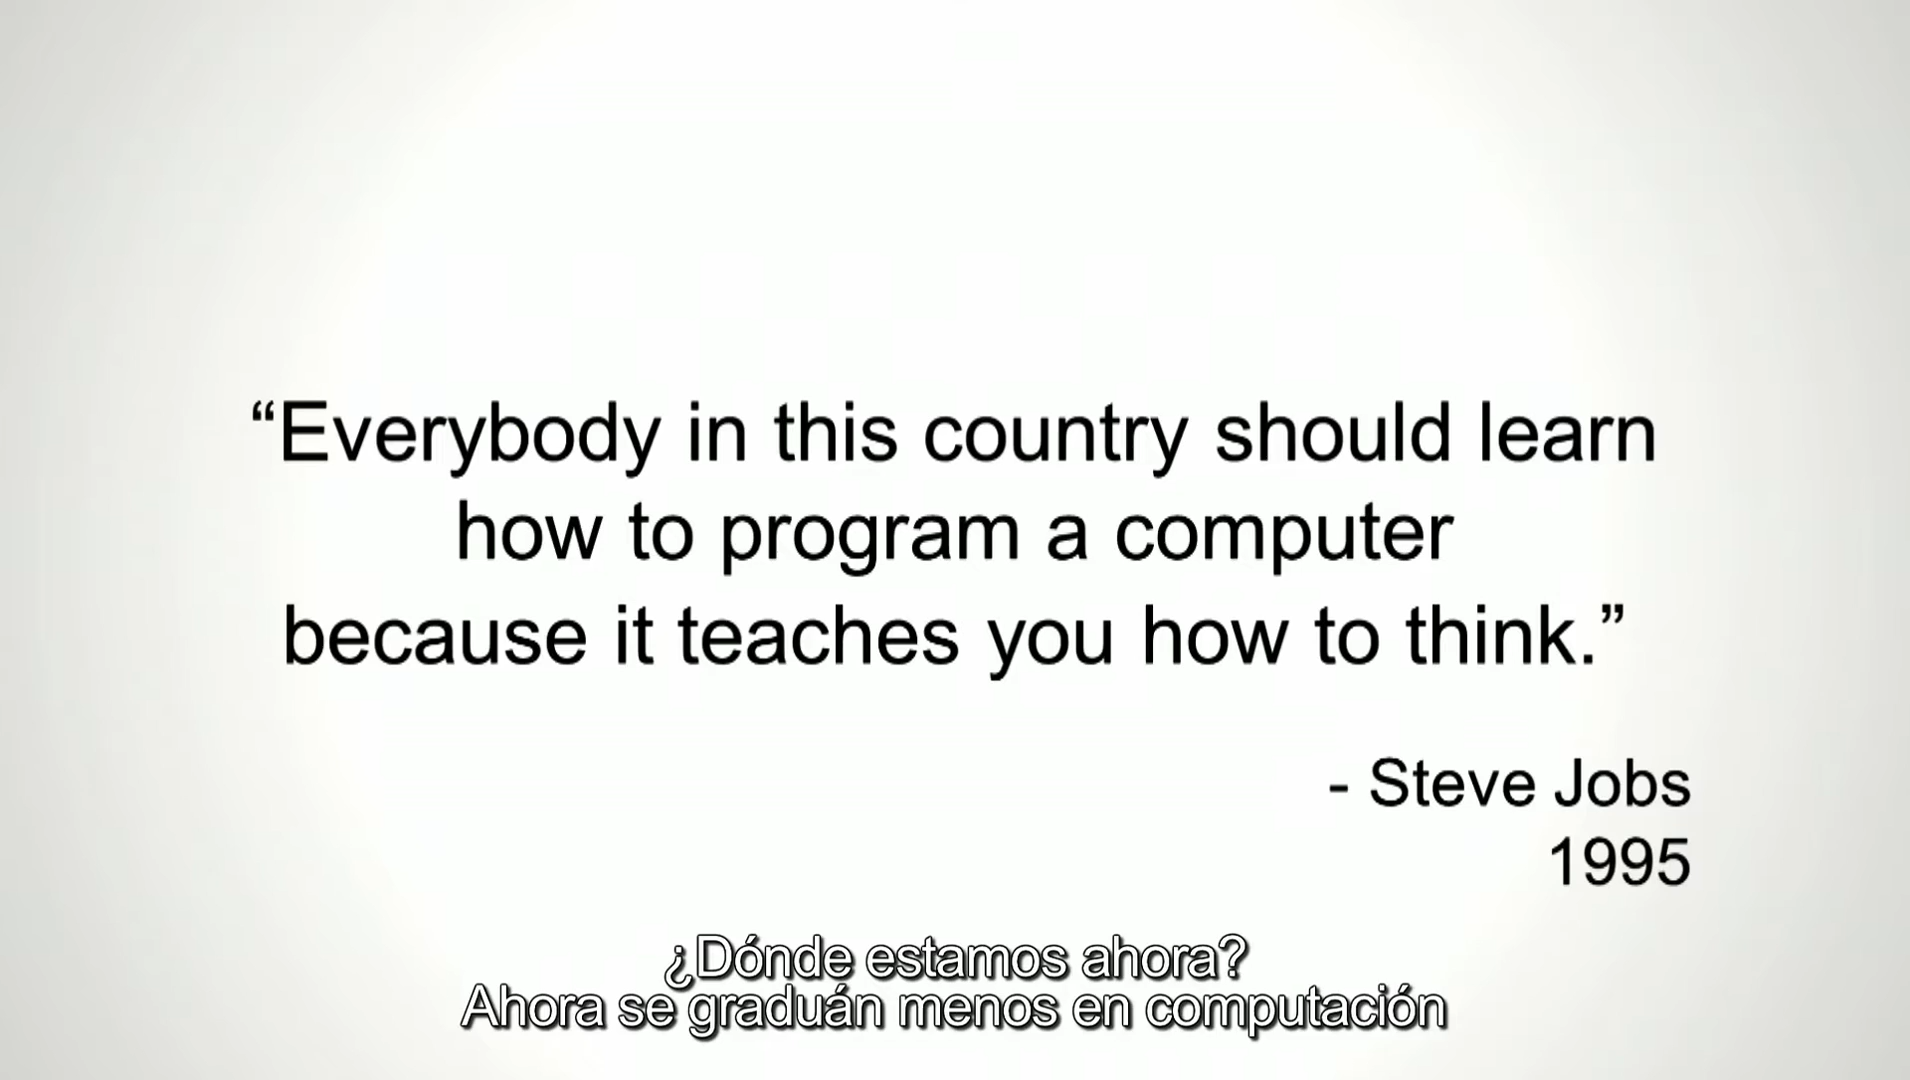 “Everybody in this country should learn
how to program a computer
because it teaches you how to think.”
- Steve Jobs
1995
¿Dónde estamos ahora?
Ahora se graduán menos en computación